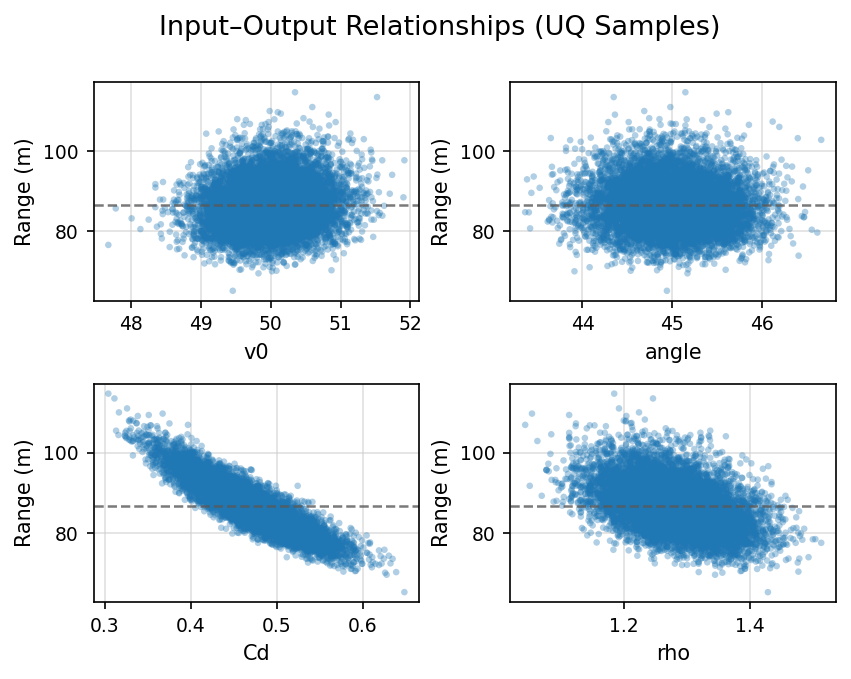 Input–Output Relationships (UQ Samples)
Range (m)
100
80
48 49 50 51 52
v0
Range (m)
100
80
44 45 46
angle
Range (m)
100
80
0.3 0.4 0.5 0.6
Cd
Range (m)
100
80
1.2 1.4
rho